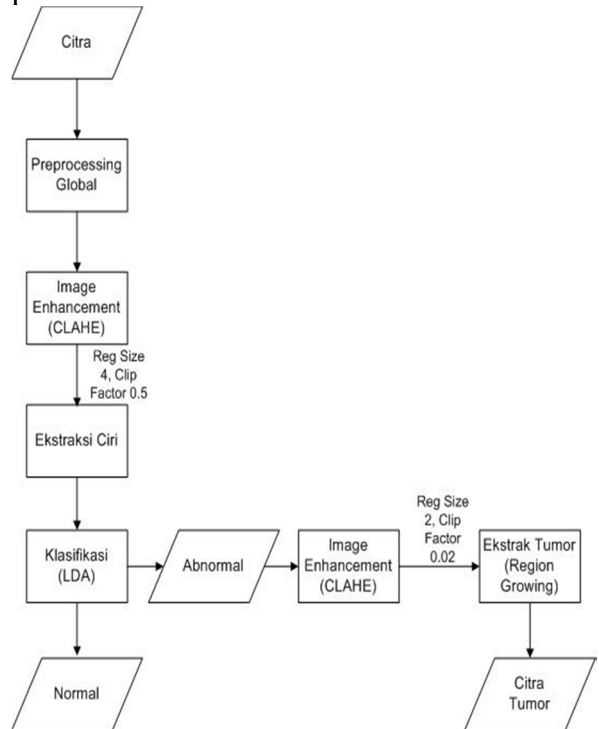 Citra
Preprocessing
Global
Image
Enhancement
(CLAHE)
Reg Size
4, Clip
Factor 0.5
Ekstraksi Ciri
Klasifikasi
(LDA)
Abnormal
Image
Enhancement
(CLAHE)
Reg Size
2, Clip
Factor
0.02
Ekstrak Tumor
(Region
Growing)
Normal
Citra
Tumor